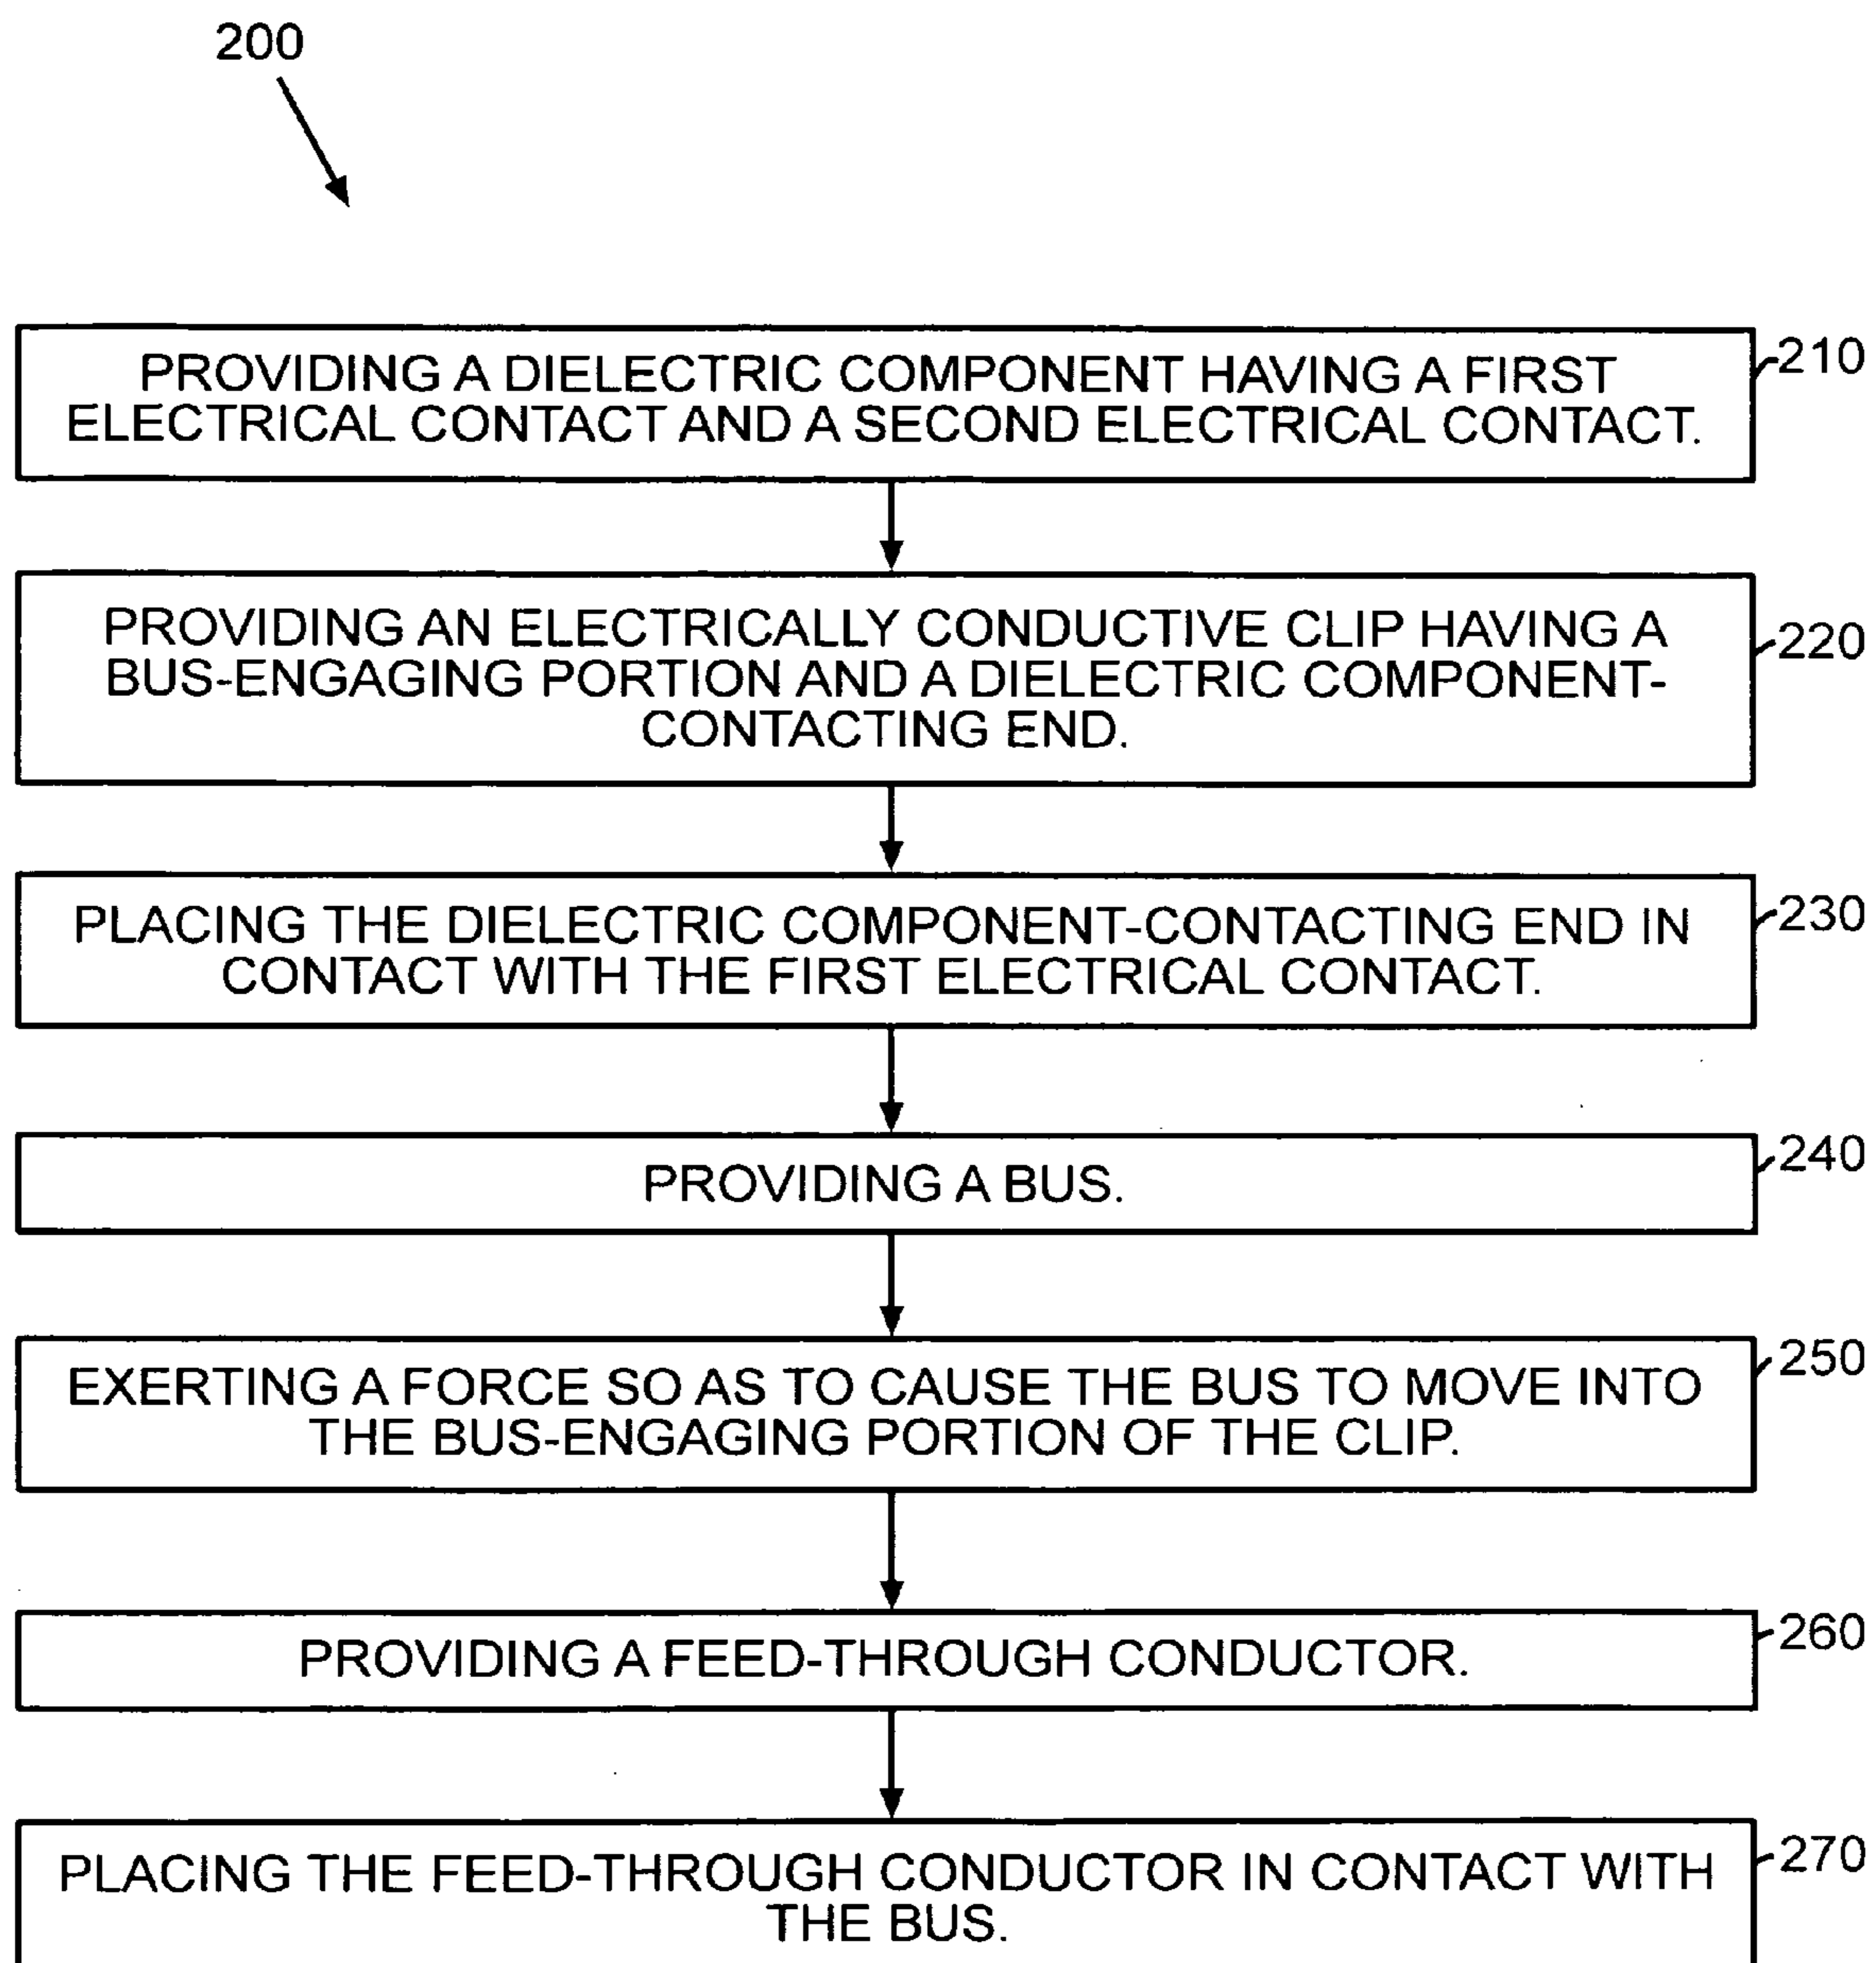 200
PROVIDING A DIELECTRIC COMPONENT HAVING A FIRST
ELECTRICAL CONTACT AND A SECOND ELECTRICAL CONTACT.
210
PROVIDING AN ELECTRICALLY CONDUCTIVE CLIP HAVING A
BUS-ENGAGING PORTION AND A DIELECTRIC COMPONENT-
CONTACTING END.
220
PLACING THE DIELECTRIC COMPONENT-CONTACTING END IN
CONTACT WITH THE FIRST ELECTRICAL CONTACT.
230
PROVIDING A BUS.
240
EXERTING A FORCE SO AS TO CAUSE THE BUS TO MOVE INTO
THE BUS-ENGAGING PORTION OF THE CLIP.
250
PROVIDING A FEED-THROUGH CONDUCTOR.
260
PLACING THE FEED-THROUGH CONDUCTOR IN CONTACT WITH
THE BUS.
270